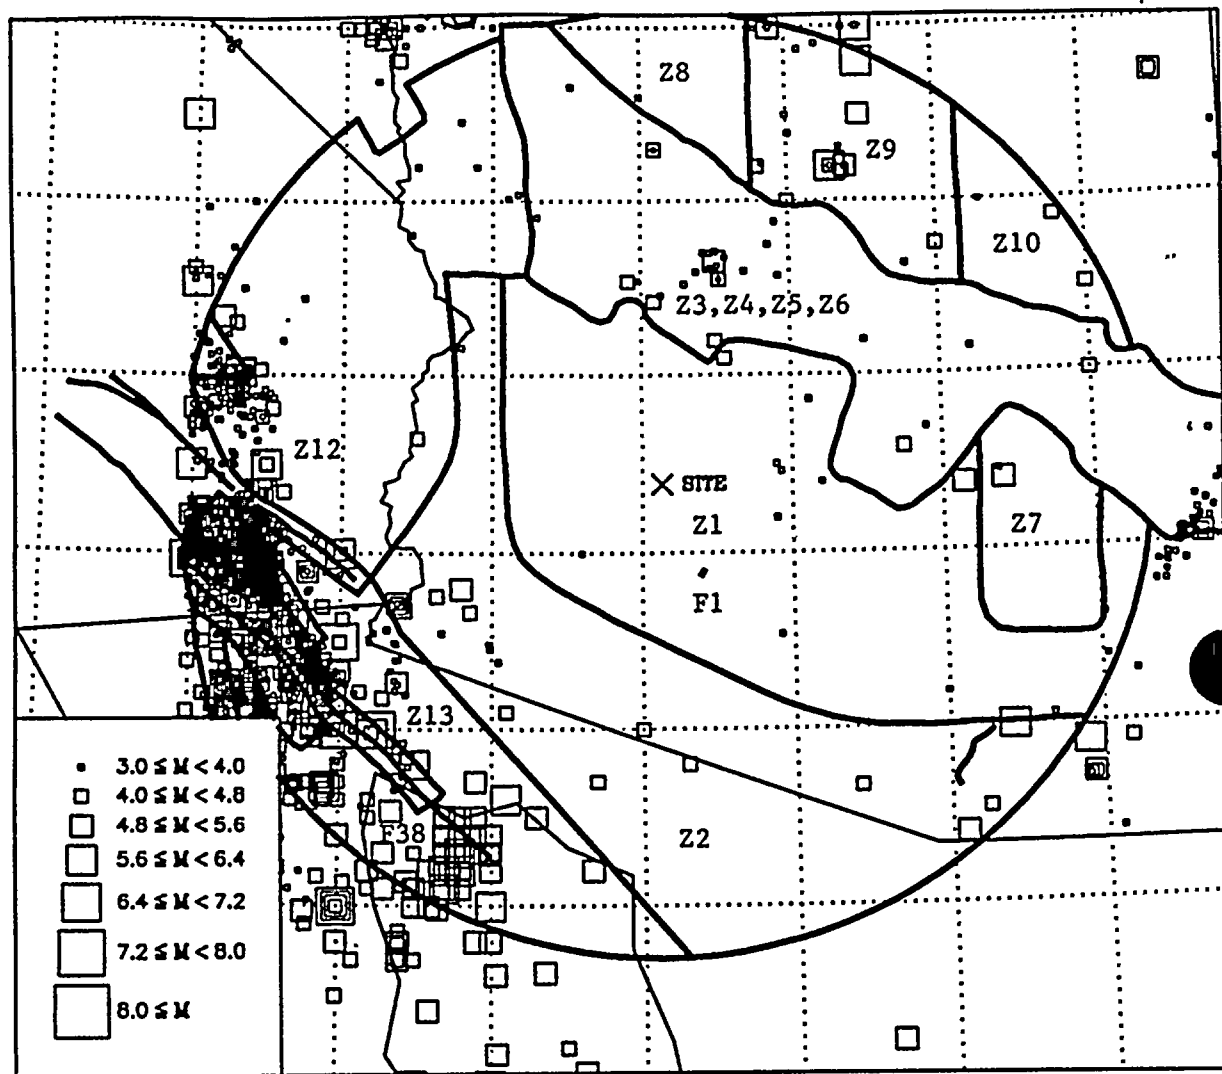 Z8
Z9
Z10
Z3,Z4,Z5,Z6
Z12
SITE
Z1
Z7
F1
Z13
3.0 ≤ M < 4.0
4.0 ≤ M < 4.8
4.8 ≤ M < 5.6
5.6 ≤ M < 6.4
6.4 ≤ M < 7.2
7.2 ≤ M < 8.0
8.0 ≤ M
F38
Z2